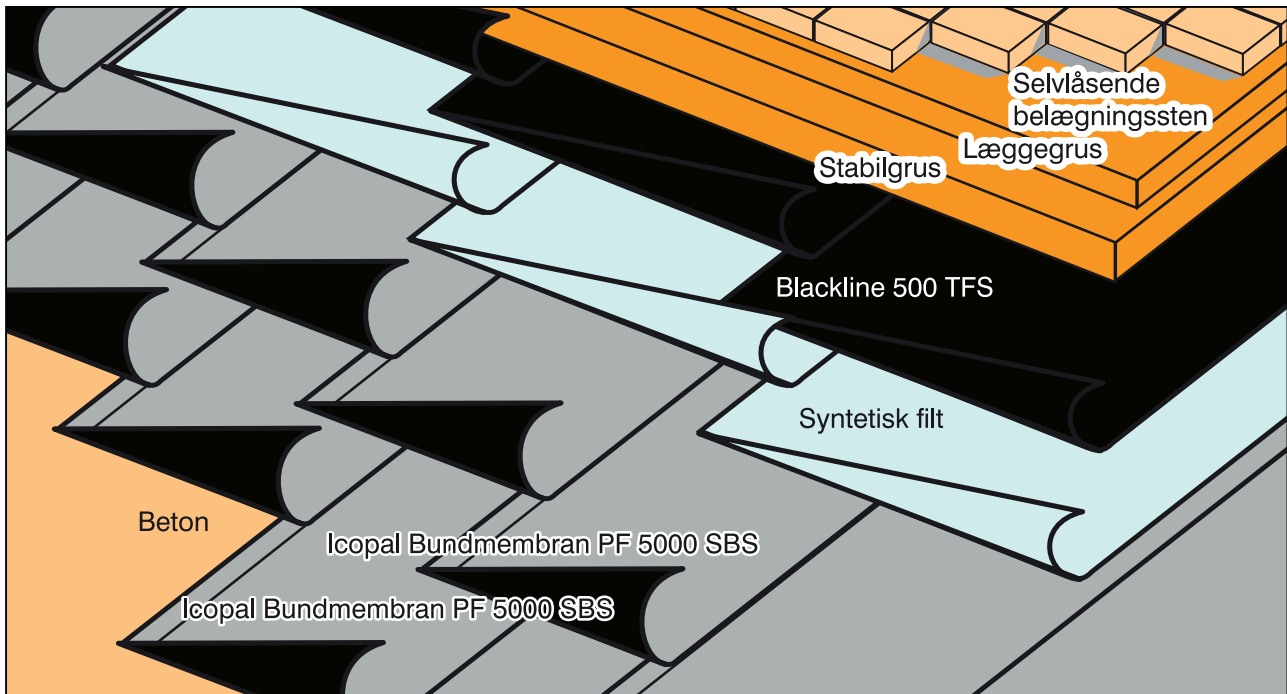 Selvlåsende
belægningssten
Læggegrus
Stabilgrus
Blackline 500 TFS
Syntetisk filt
Beton
Icopal Bundmembran PF 5000 SBS
Icopal Bundmembran PF 5000 SBS